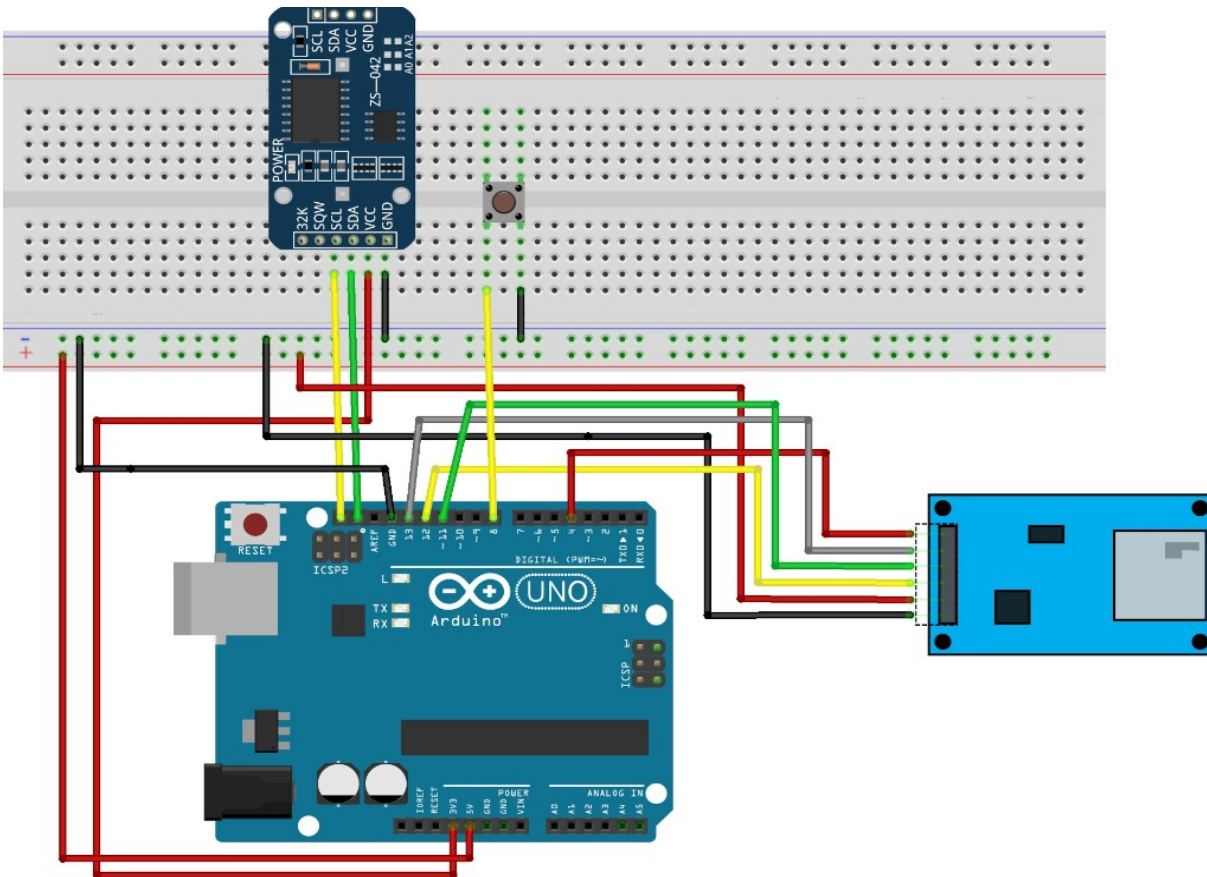 SCL
SDA
VCC
GND
A0 A1 A2
ZS-042
POWER
32K
SQW
SCL
SDA
VCC
GND
-
+
RESET
ICSP2
AREF
GND
13
12
~11
~10
~9
8
7
~6
~5
4
~3
2
TXD▶1
RXD◀0
DIGITAL (PWM=~)
L
TX
RX
Arduino™
UNO
ON
1
ICSP
IOREF
RESET
3V3
5V
GND
GND
VIN
POWER
ANALOG IN
A0
A1
A2
A3
A4
A5